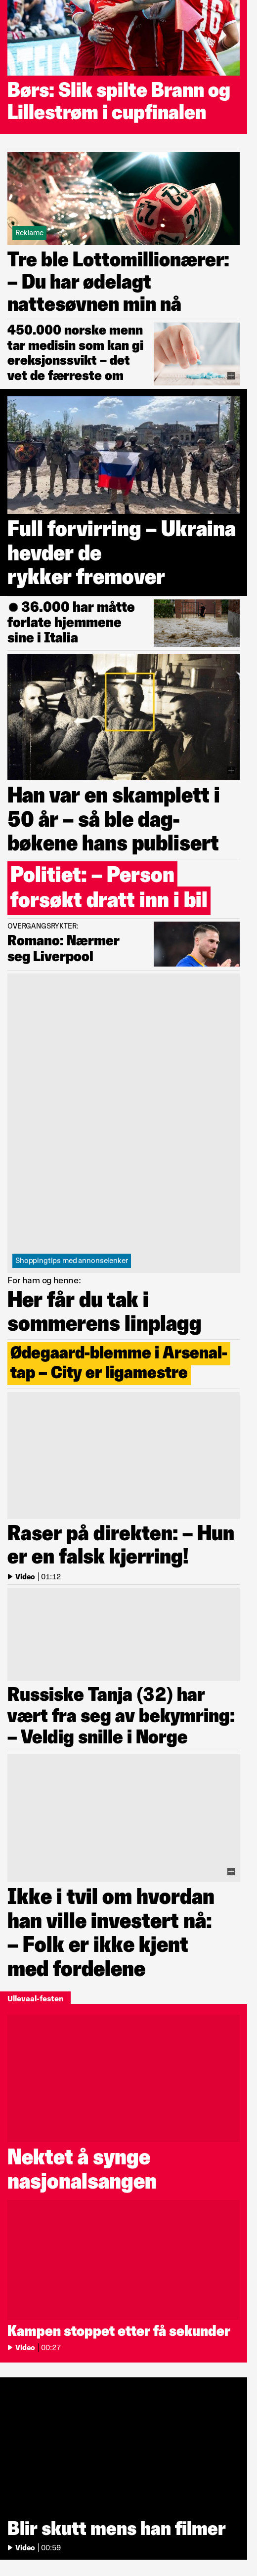 Børs: Slik spilte Brann og
Lillestrøm i cupfinalen
Reklame
Tre ble Lottomillionærer:
– Du har ødelagt
nattesøvnen min nå
450.000 norske menn
tar medisin som kan gi
ereksjonssvikt – det
vet de færreste om
Full forvirring – Ukraina
hevder de
rykker fremover
36.000 har måtte
forlate hjemmene
sine i Italia
Han var en skamplett i
50 år – så ble dag-
bøkene hans publisert
Politiet: – Person
forsøkt dratt inn i bil
OVERGANGSRYKTER:
Romano: Nærmer
seg Liverpool
Shoppingtips med annonselenker
For ham og henne:
Her får du tak i
sommerens linplagg
Ødegaard-blemme i Arsenal-
tap – City er ligamestre
Raser på direkten: – Hun
er en falsk kjerring!
Video | 01:12
Russiske Tanja (32) har
vært fra seg av bekymring:
– Veldig snille i Norge
Ikke i tvil om hvordan
han ville investert nå:
– Folk er ikke kjent
med fordelene
Ullevaal-festen
Nektet å synge
nasjonalsangen
Kampen stoppet etter få sekunder
Video | 00:27
Blir skutt mens han filmer
Video | 00:59